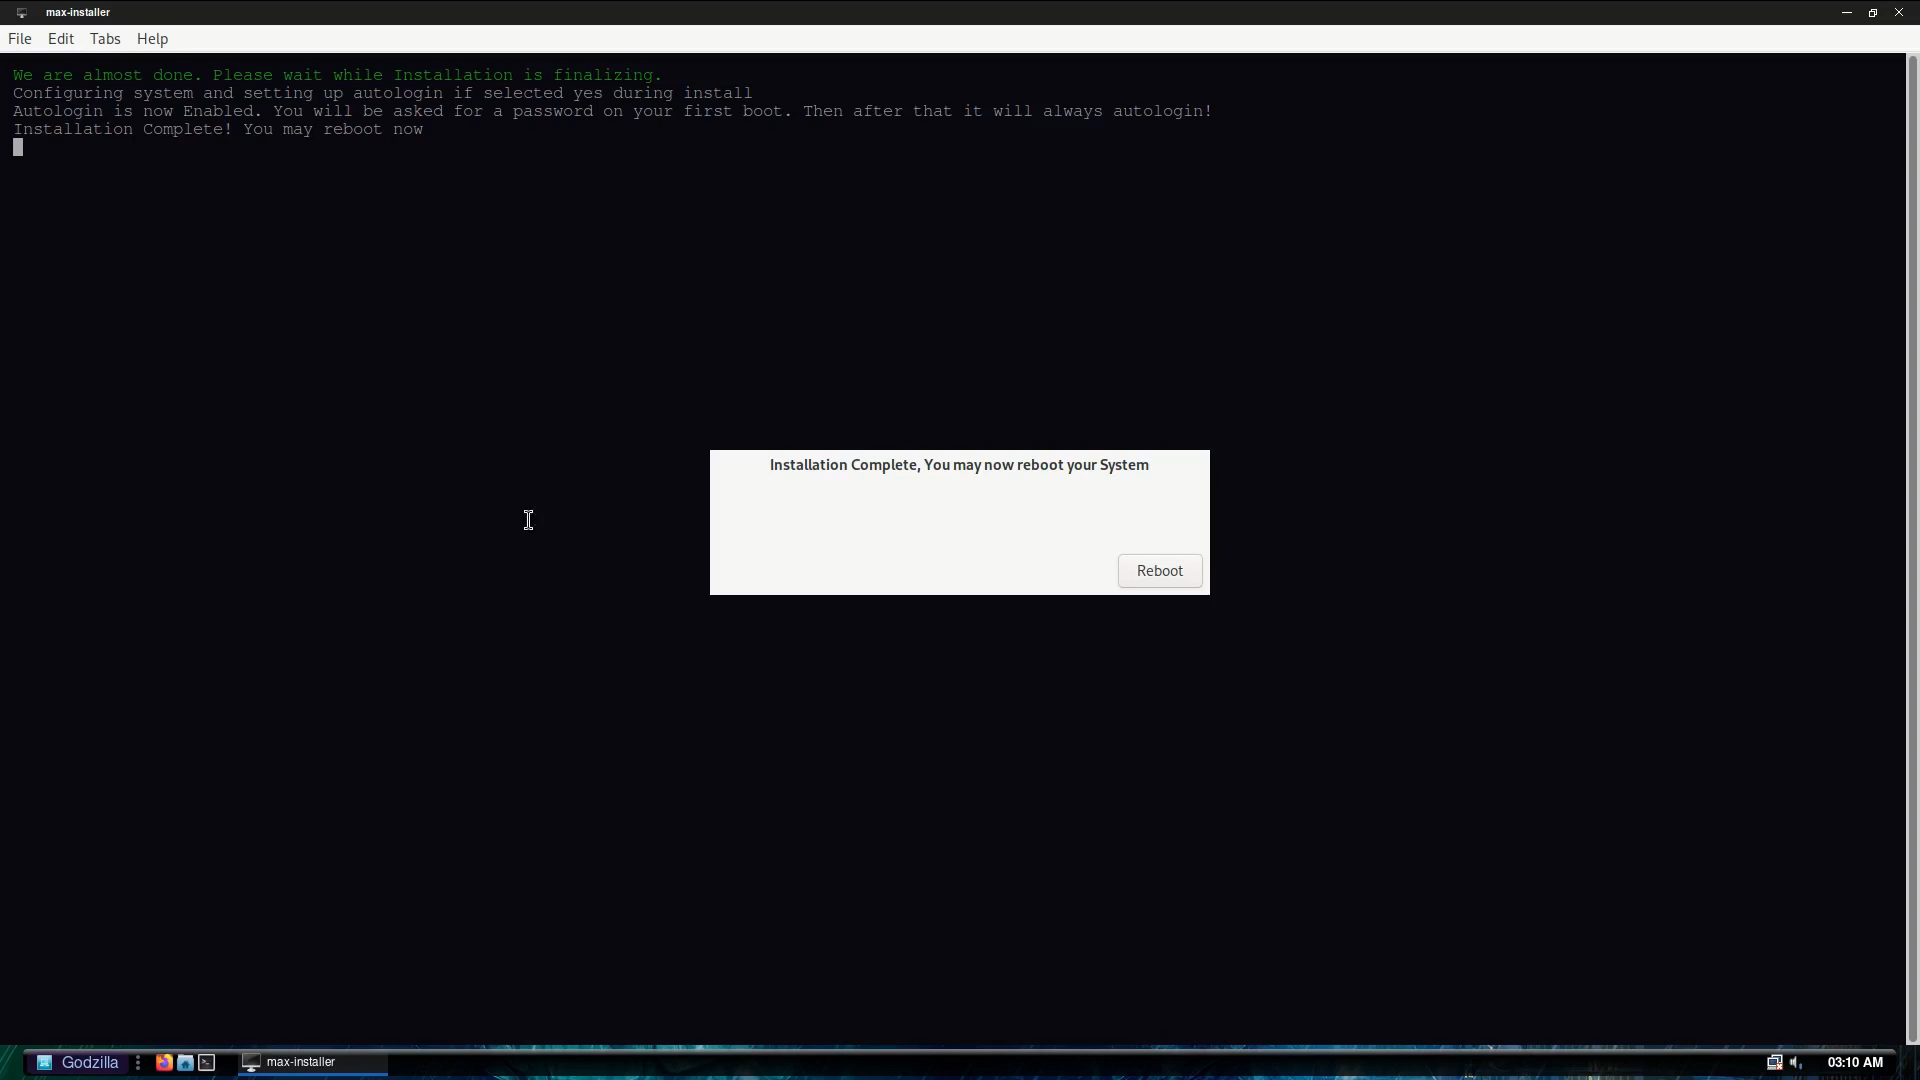 max-installer
File Edit Tabs Help
We are almost done. Please wait while Installation is finalizing.
Configuring system and setting up autologin if selected yes during install
Autologin is now Enabled. You will be asked for a password on your first boot. Then after that it will always autologin!
Installation Complete! You may reboot now
Installation Complete, You may now reboot your System
Reboot
Godzilla max-installer 03:10 AM